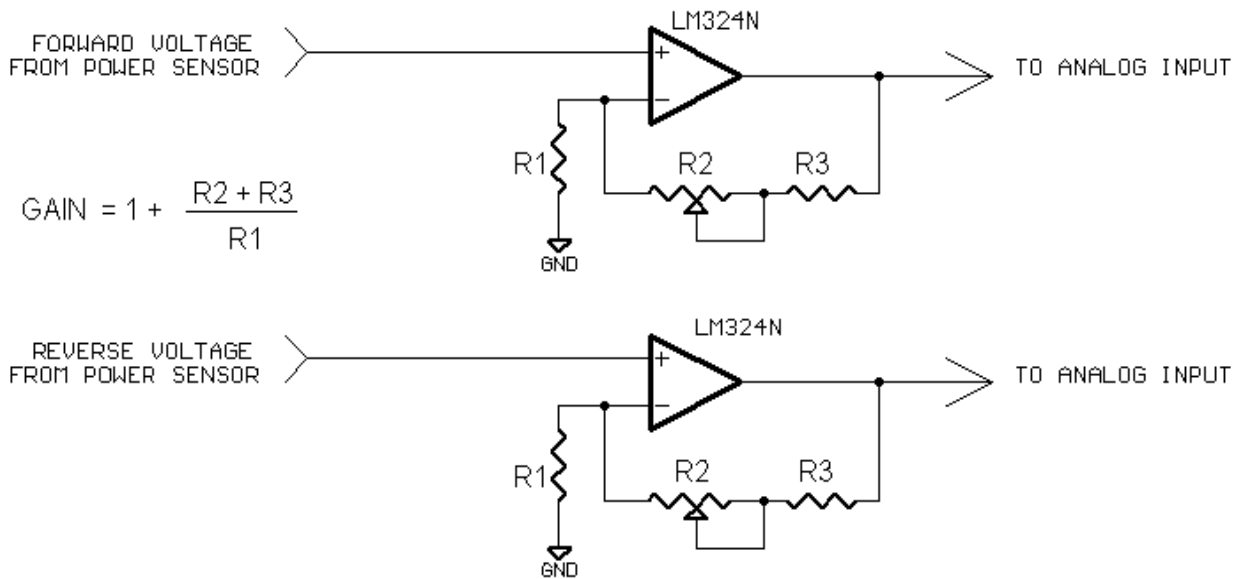 LM324N
FORWARD VOLTAGE
FROM POWER SENSOR
+
-
TO ANALOG INPUT
R1
R2
R3
GAIN = 1 + R2 + R3
R1
GND
LM324N
REVERSE VOLTAGE
FROM POWER SENSOR
+
-
TO ANALOG INPUT
R1
R2
R3
GND